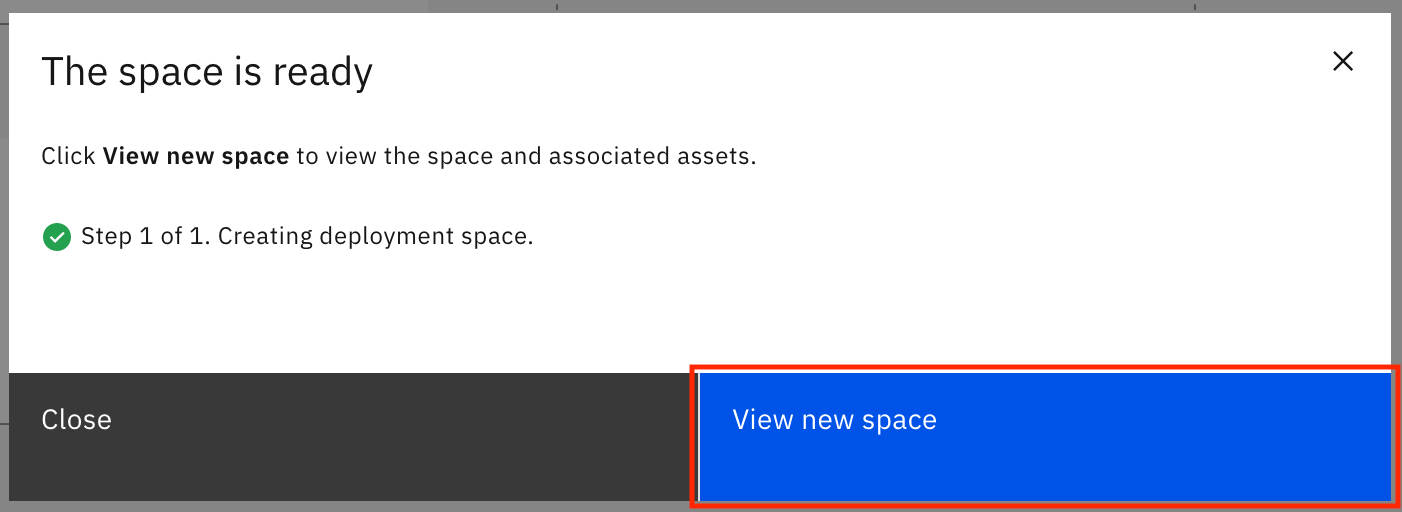 The space is ready
Click View new space to view the space and associated assets.
Step 1 of 1. Creating deployment space.
Close
View new space